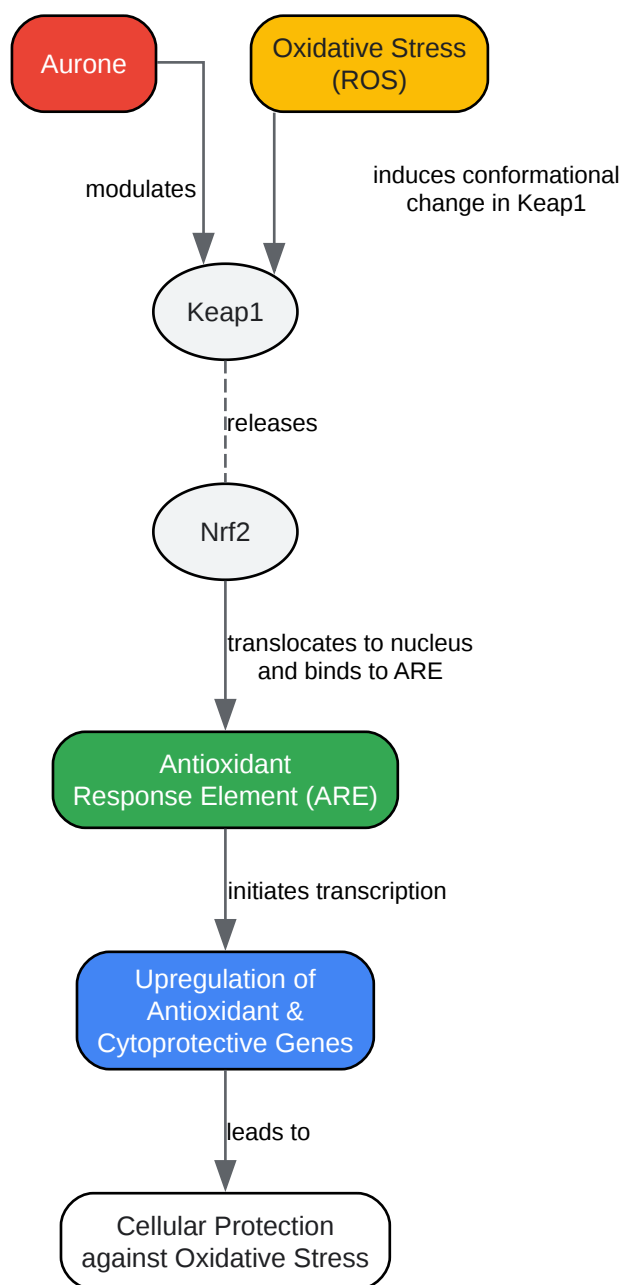 Aurone
Oxidative Stress
(ROS)
modulates
induces conformational
change in Keap1
Keap1
releases
Nrf2
translocates to nucleus
and binds to ARE
Antioxidant
Response Element (ARE)
initiates transcription
Upregulation of
Antioxidant &
Cytoprotective Genes
leads to
Cellular Protection
against Oxidative Stress